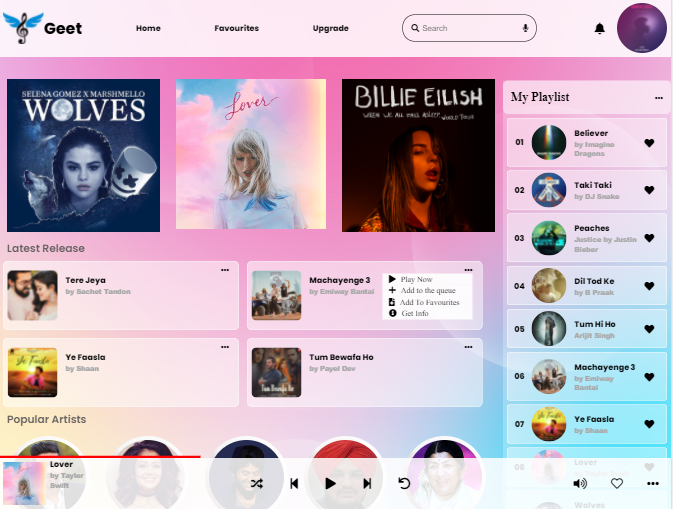 Geet
Home
Favourites
Upgrade
Search
SELENA GOMEZ X MARSHMELLO
WOLVES
Lover
BILLIE EILISH
WHEN WE ALL FALL ASLEEP WORLD TOUR
My Playlist
01
Believer
by Imagine
Dragons
02
Taki Taki
by DJ Snake
03
Peaches
Justice by Justin
Bieber
04
Dil Tod Ke
by B Praak
05
Tum Hi Ho
Arijit Singh
06
Machayenge 3
by Emiway
Bantai
07
Ye Faasla
by Shaan
08
Lover
Wolves
Latest Release
Tere Jeya
by Sachet Tandon
Machayenge 3
by Emiway Bantai
Play Now
Add to the queue
Add To Favourites
Get Info
Ye Faasla
by Shaan
Tum Bewafa Ho
by Payel Dev
Popular Artists
Lover
by Taylor
Swift